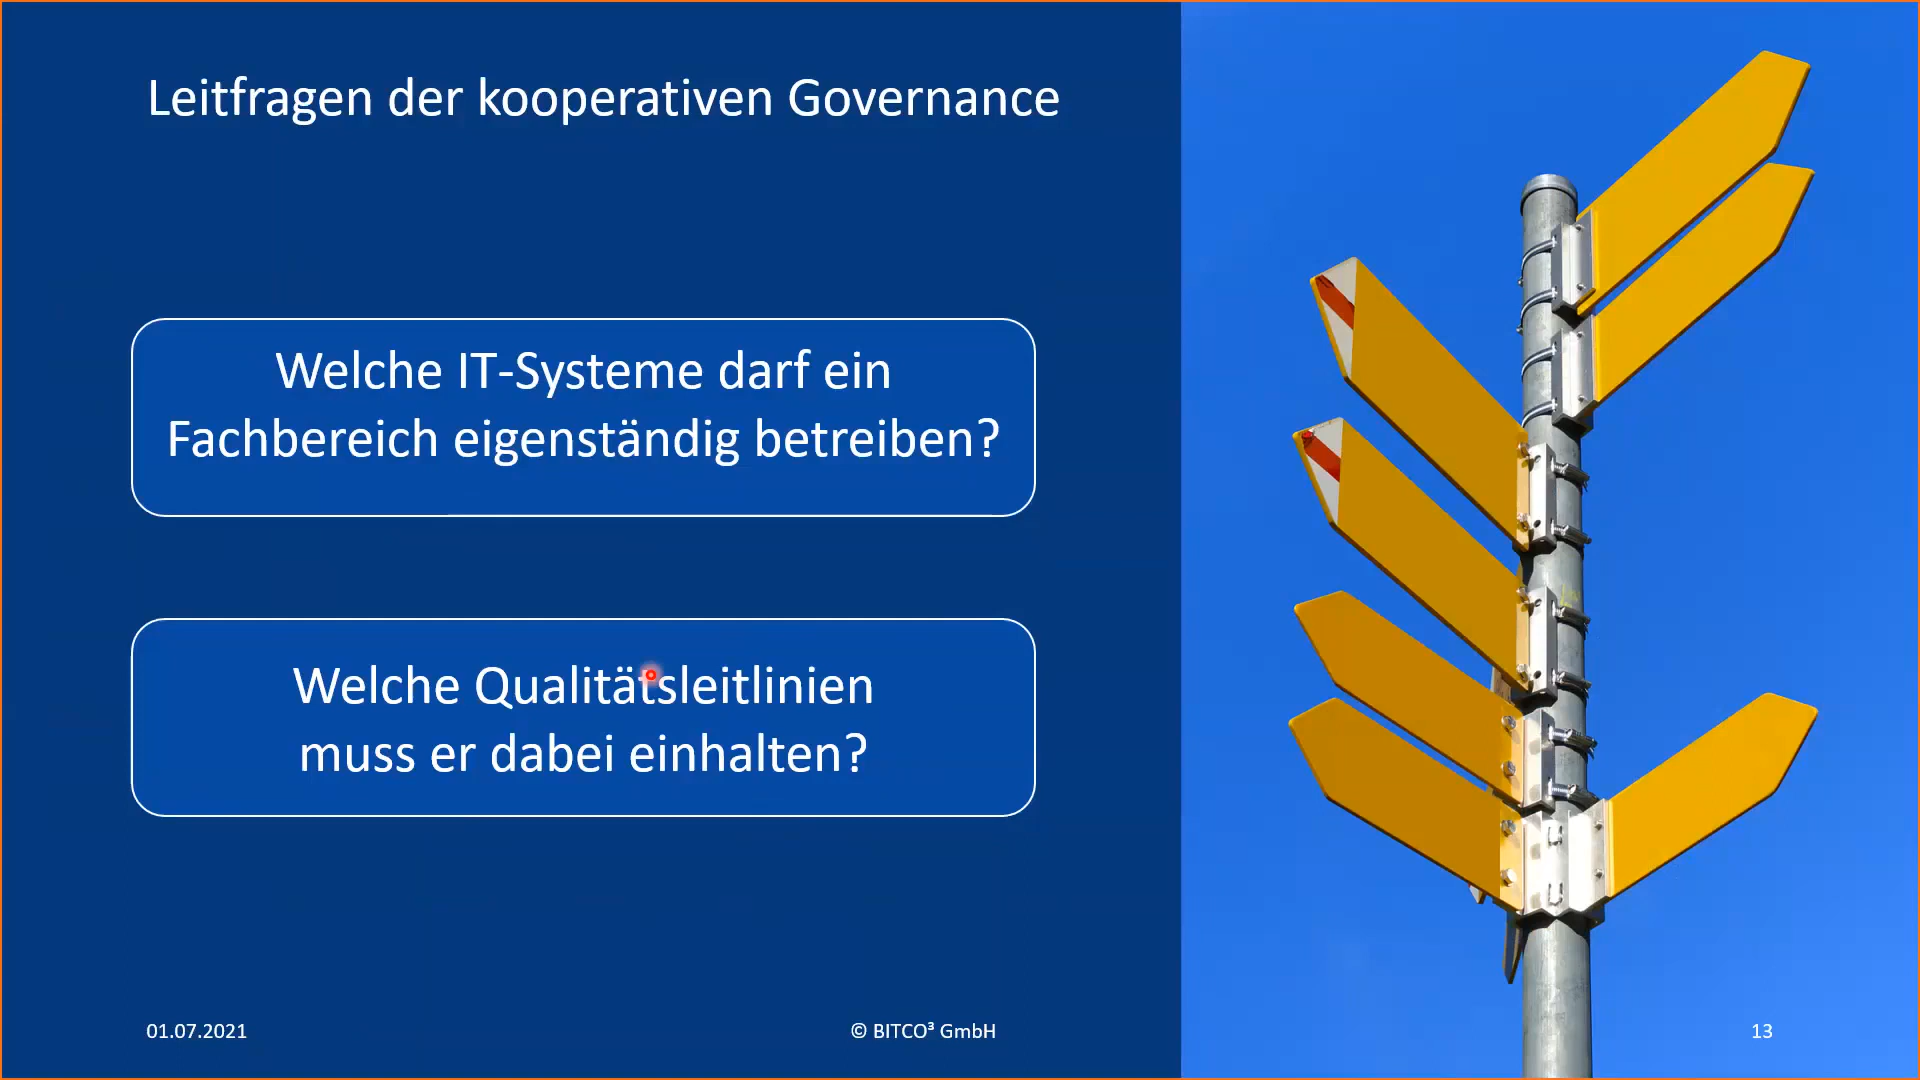 Leitfragen der kooperativen Governance
Welche IT-Systeme darf ein
Fachbereich eigenständig betreiben?
Welche Qualitätsleitlinien
muss er dabei einhalten?
01.07.2021
© BITCO³ GmbH
13